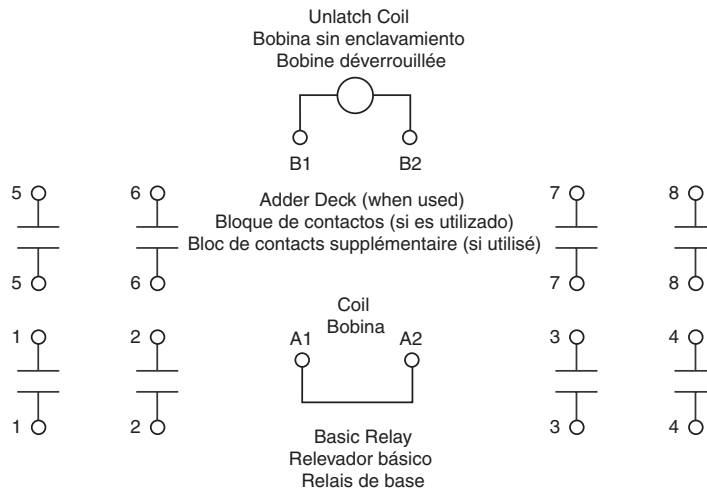 Unlatch Coil
Bobina sin enclavamiento
Bobine déverrouillée
B1 B2
5 6 7 8
Adder Deck (when used)
Bloque de contactos (si es utilizado)
Bloc de contacts supplémentaire (si utilisé)
5 6 7 8
Coil
Bobina
1 2 A1 A2 3 4
1 2 3 4
Basic Relay
Relevador básico
Relais de base